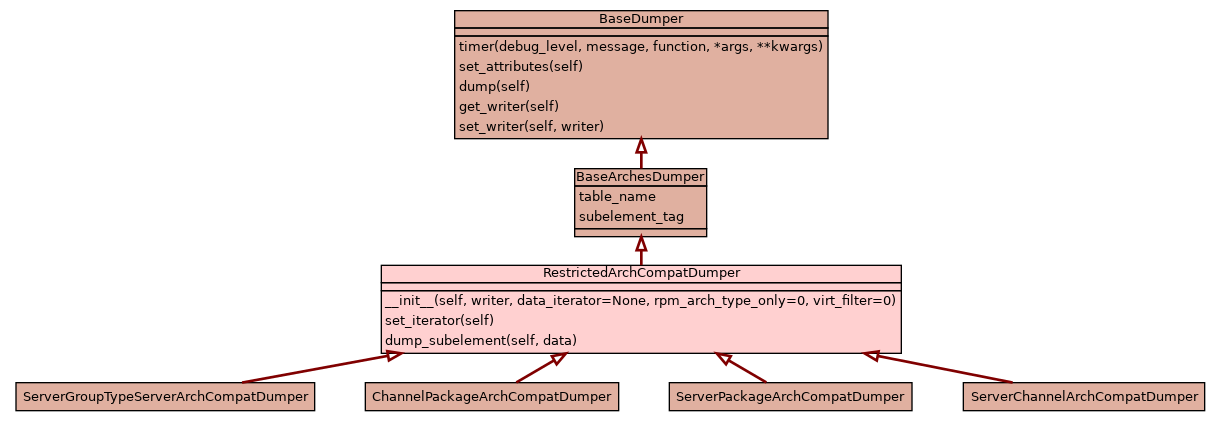 BaseDumper
timer(debug_level, message, function, *args, **kwargs)
set_attributes(self)
dump(self)
get_writer(self)
set_writer(self, writer)
BaseArchesDumper
table_name
subelement_tag
RestrictedArchCompatDumper
__init__(self, writer, data_iterator=None, rpm_arch_type_only=0, virt_filter=0)
set_iterator(self)
dump_subelement(self, data)
ServerGroupTypeServerArchCompatDumper
ChannelPackageArchCompatDumper
ServerPackageArchCompatDumper
ServerChannelArchCompatDumper